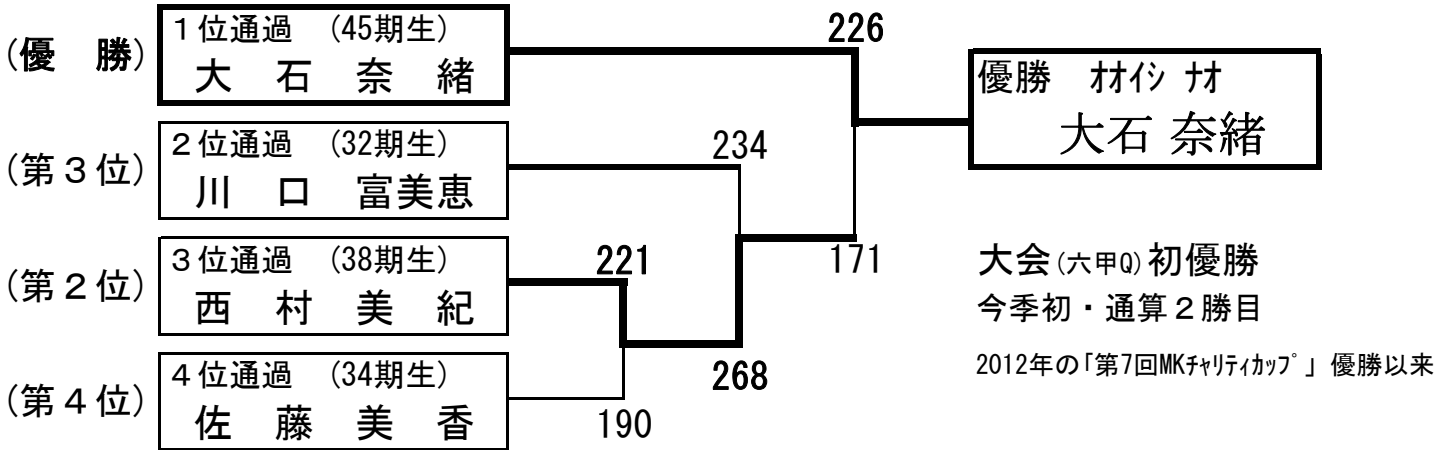 (優　勝)
１位通過　(45期生)
大　石　奈　緒
226
優勝　ｵｵｲｼ ﾅｵ
大石 奈緒
(第３位)
２位通過　(32期生)
川　口　富美恵
234
(第２位)
３位通過　(38期生)
西　村　美　紀
221
171
大会(六甲Q)初優勝
今季初・通算２勝目
2012年の｢第7回MKﾁｬﾘﾃｨｶｯﾌﾟ｣ 優勝以来
(第４位)
４位通過　(34期生)
佐　藤　美　香
268
190